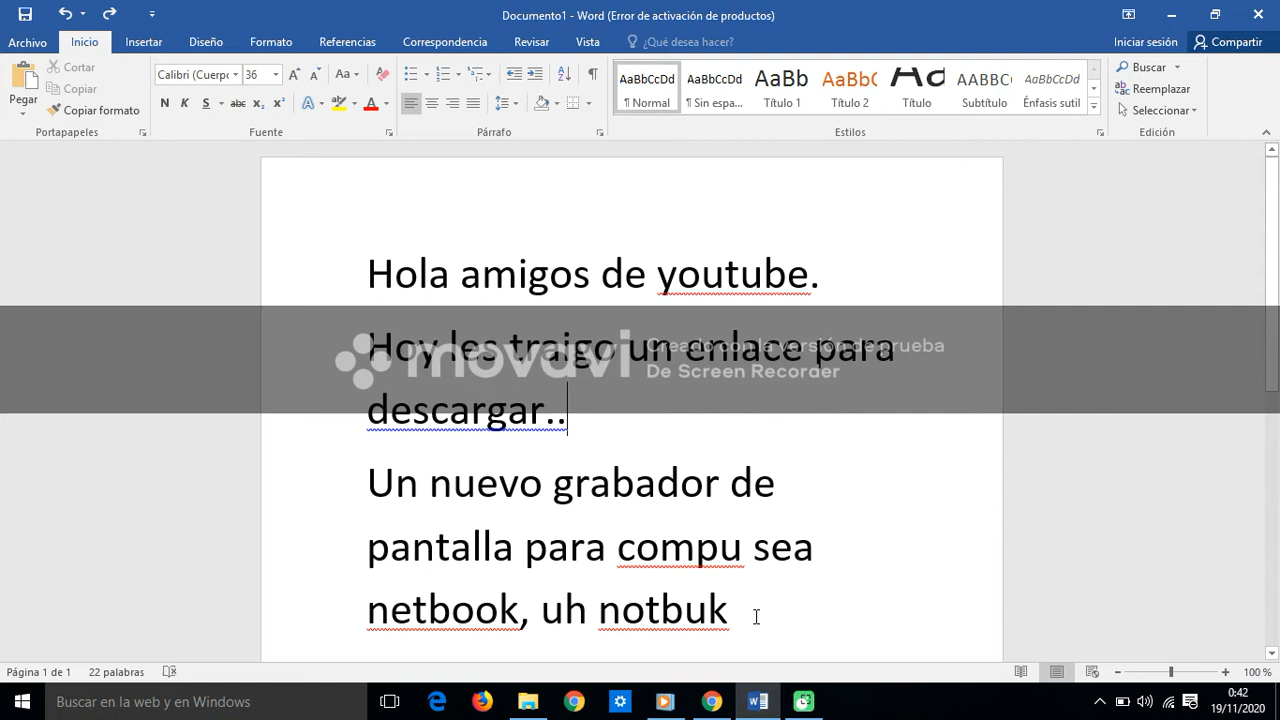 Documento1 - Word (Error de activación de productos)
Archivo Inicio Insertar Diseño Formato Referencias Correspondencia Revisar Vista ¿Qué desea hacer? Iniciar sesión Compartir
Pegar
Cortar
Copiar
Copiar formato
Portapapeles
Calibri (Cuerpo 36
Aa
N K S abc x₂ x²
A A
Fuente
Párrafo
AaBbCcDd AaBbCcDd AaBb AaBbC AaBbC AaBbCcDd
¶ Normal ¶ Sin espa... Título 1 Título 2 Título Subtítulo Énfasis sutil
Estilos
Buscar
Reemplazar
Seleccionar
Edición
Hola amigos de youtube.
Hoy les traigo un enlace para
descargar..
movavi
Creado con la versión de prueba
De Screen Recorder
Un nuevo grabador de
pantalla para compu sea
netbook, uh notbuk
Página 1 de 1 22 palabras 100 %
Buscar en la web y en Windows
0:42
19/11/2020